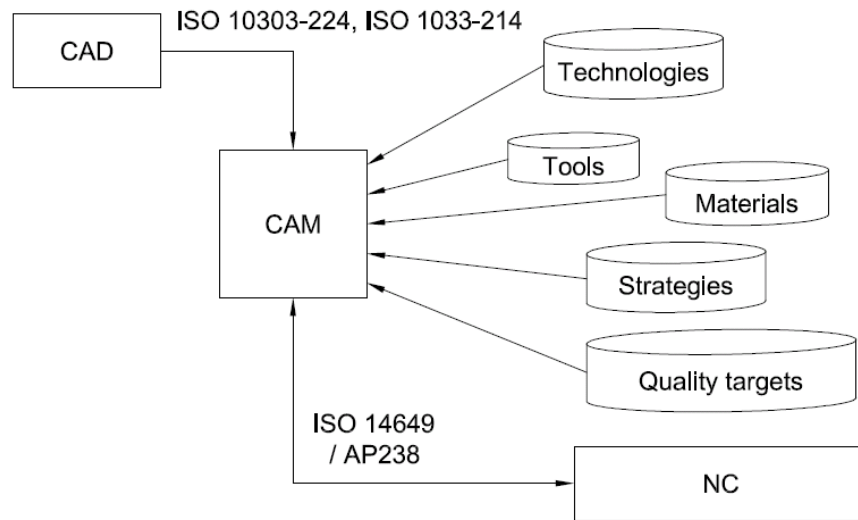 ISO 10303-224, ISO 1033-214
CAD
Technologies
Tools
Materials
CAM
Strategies
Quality targets
ISO 14649
/ AP238
NC